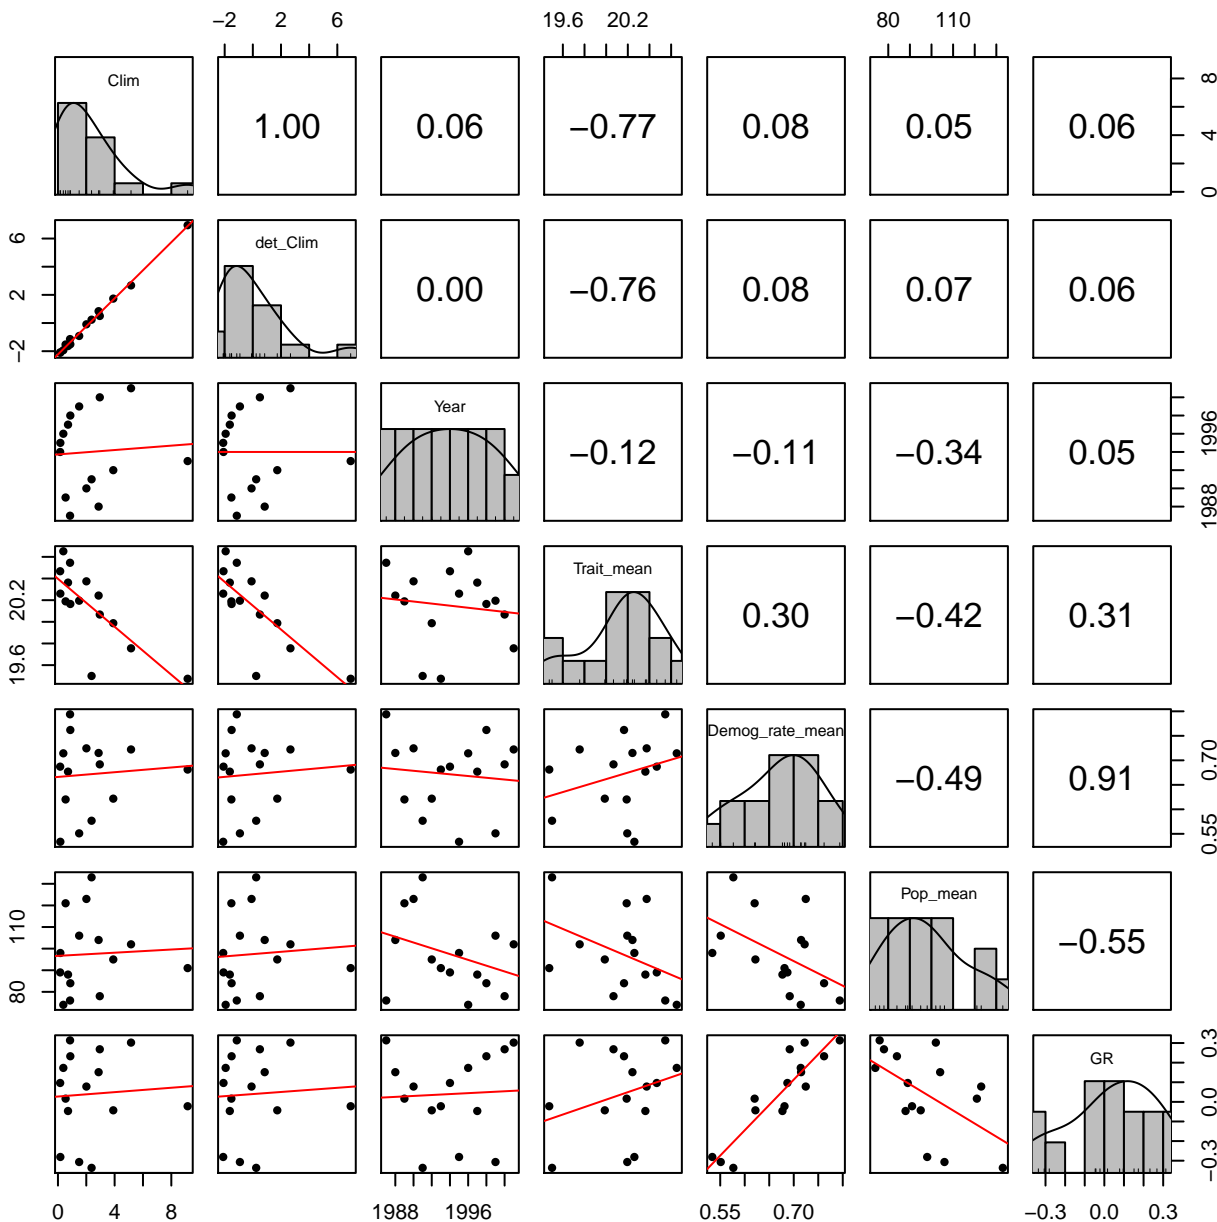 −2 2 6 19.6 20.2 80 110
Clim 1.00 0.06 −0.77 0.08 0.05 0.06 0 4 8
−2 2 6 det_Clim 0.00 −0.76 0.08 0.07 0.06
Year −0.12 −0.11 −0.34 0.05 1988 1996
19.6 20.2 Trait_mean 0.30 −0.42 0.31
Demog_rate_mean −0.49 0.91 0.55 0.70
80 110 Pop_mean −0.55
GR −0.3 0.0 0.3
0 4 8 1988 1996 0.55 0.70 −0.3 0.0 0.3